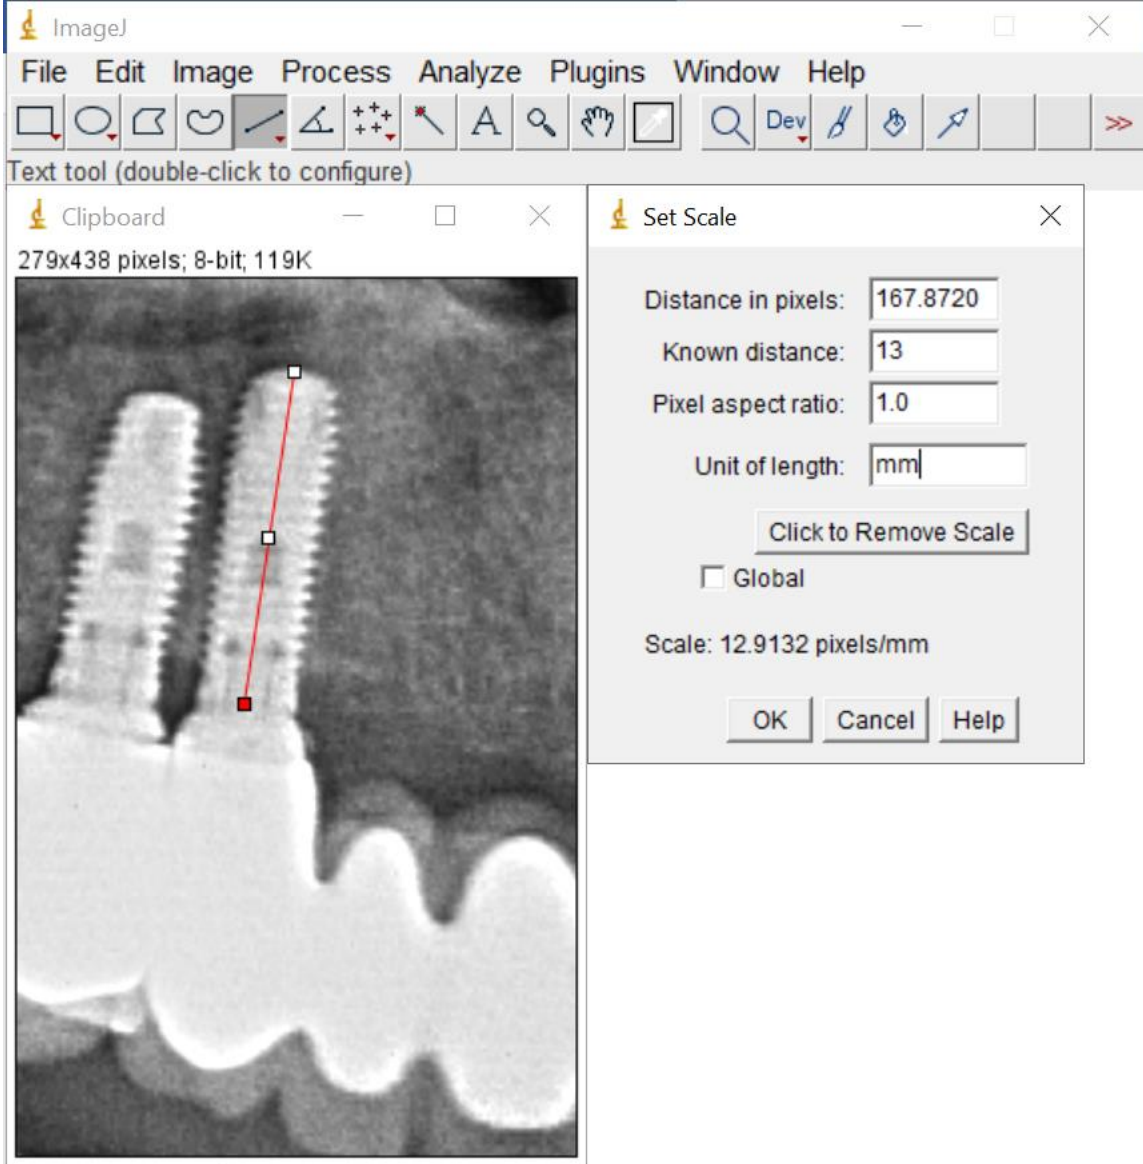 ImageJ
File Edit Image Process Analyze Plugins Window Help
A Dev >>
Text tool (double-click to configure)
Clipboard
279x438 pixels; 8-bit; 119K
Set Scale
Distance in pixels: 167.8720
Known distance: 13
Pixel aspect ratio: 1.0
Unit of length: mm
Click to Remove Scale
Global
Scale: 12.9132 pixels/mm
OK Cancel Help